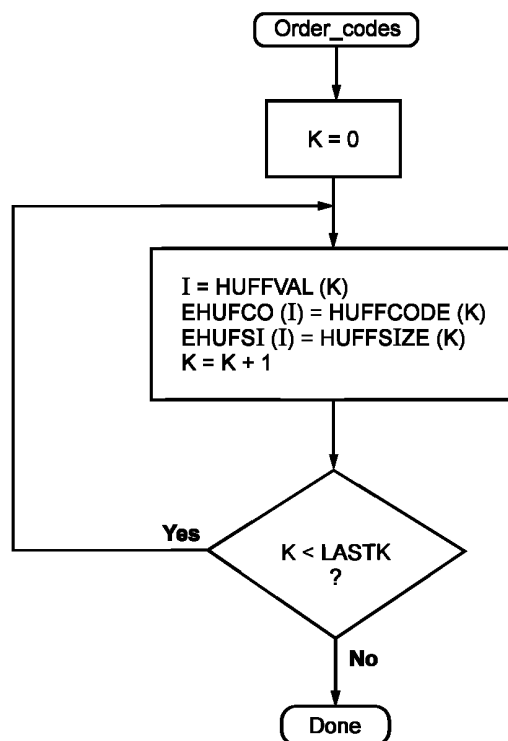 Order_codes
K = 0
I = HUFFVAL (K)
EHUFCO (I) = HUFFCODE (K)
EHUFSI (I) = HUFFSIZE (K)
K = K + 1
Yes
K < LASTK
?
No
Done